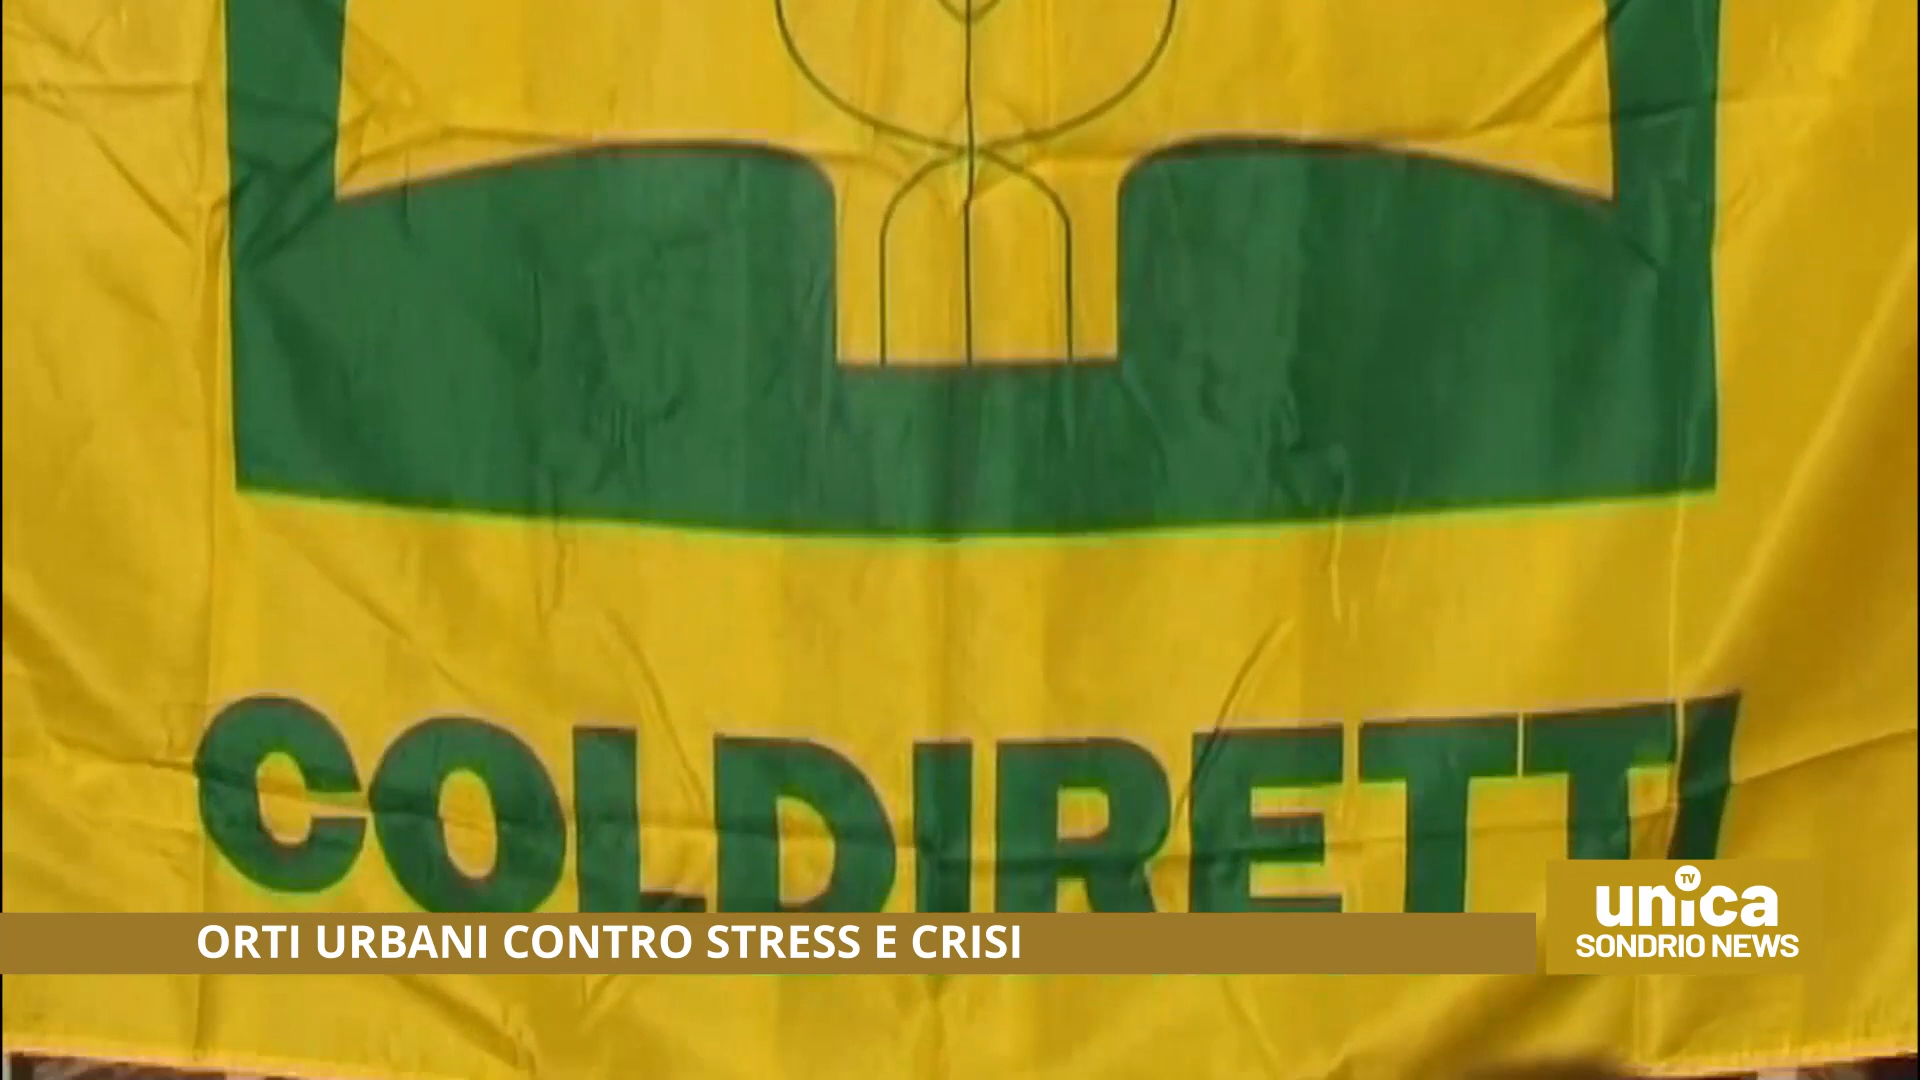 COLDIRETTI
ORTI URBANI CONTRO STRESS E CRISI
TV
unica
SONDRIO NEWS